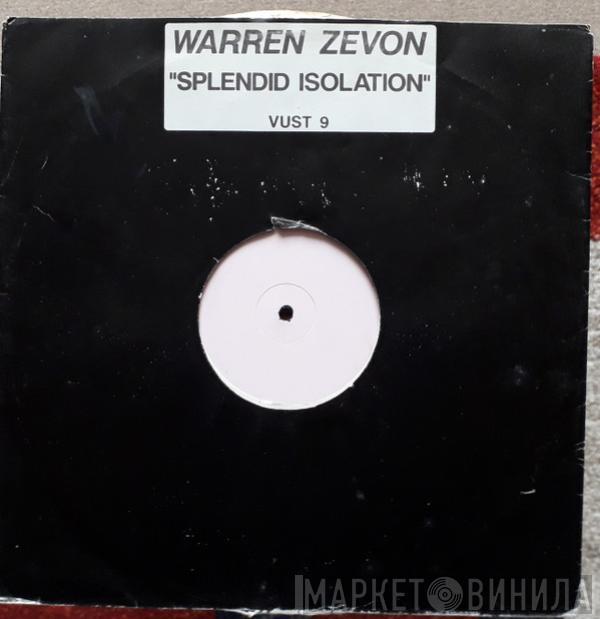 WARREN ZEVON
"SPLENDID ISOLATION"
VUST 9
МАРКЕТ ВИНИЛА